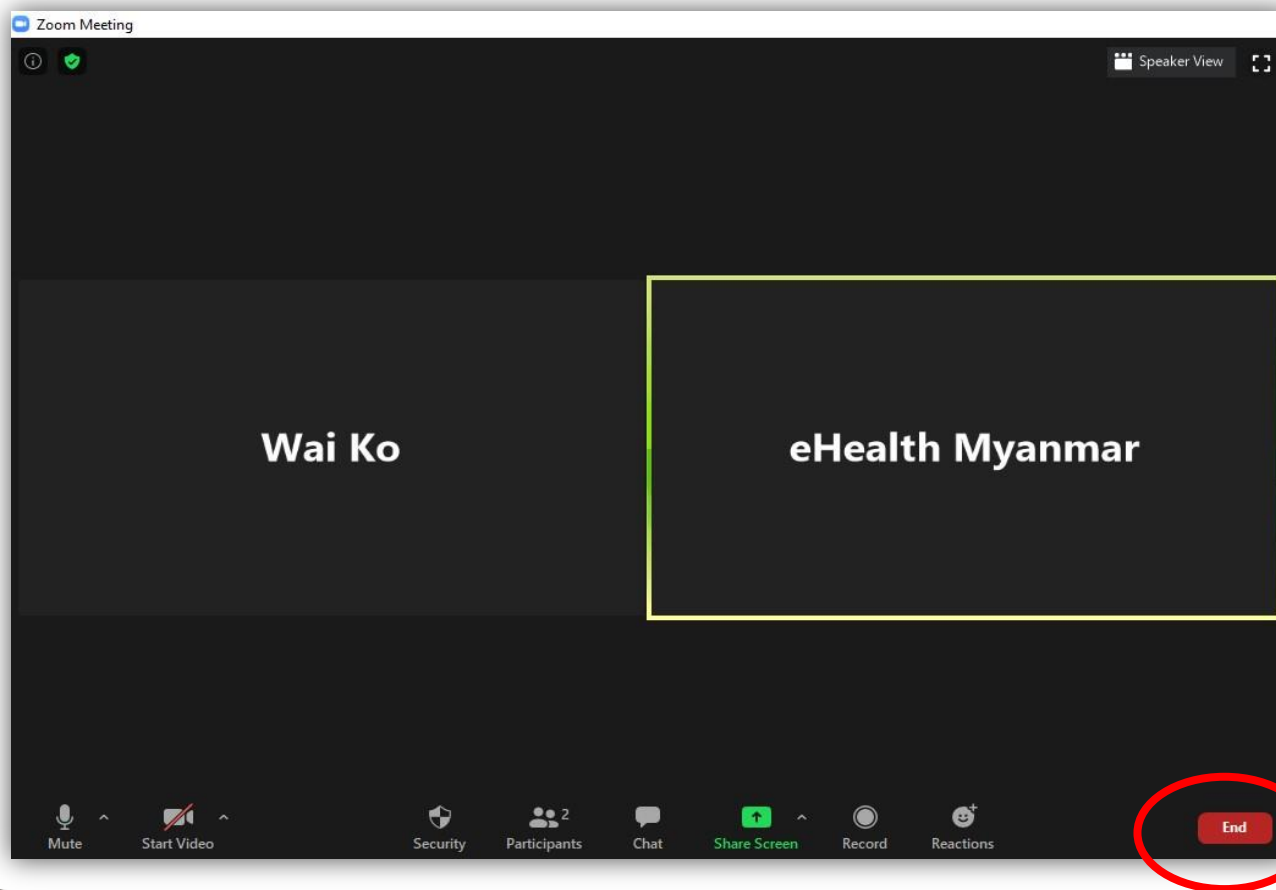 Zoom Meeting
Speaker View
Wai Ko
eHealth Myanmar
2
Mute
Start Video
Security
Participants
Chat
Share Screen
Record
Reactions
End